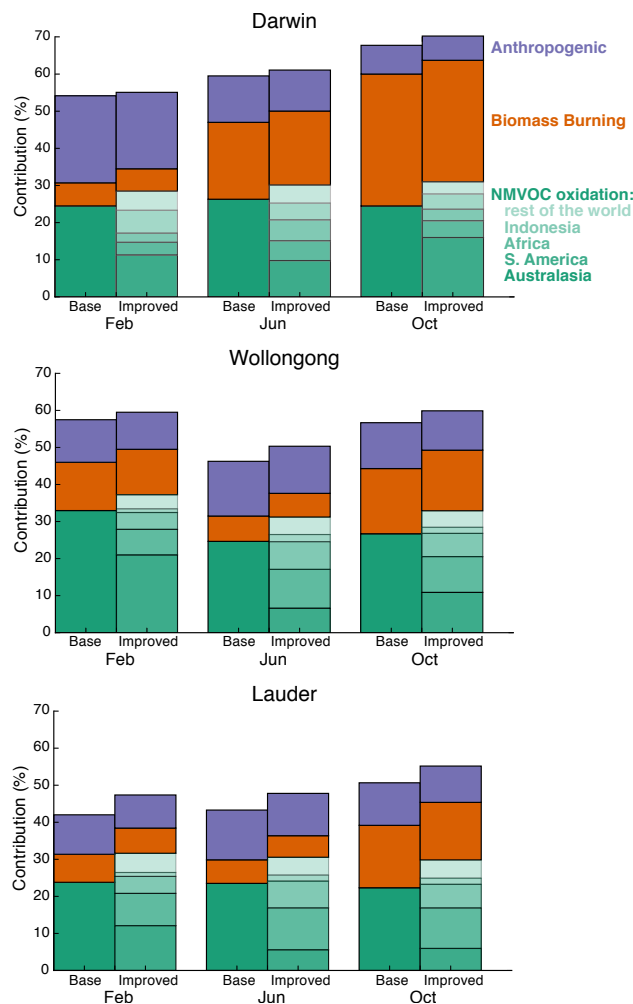 Darwin
Contribution (%)
70
60
50
40
30
20
10
0
Anthropogenic
Biomass Burning
NMVOC oxidation:
rest of the world
Indonesia
Africa
S. America
Australasia
Base Improved Base Improved Base Improved
Feb Jun Oct
Wollongong
Contribution (%)
70
60
50
40
30
20
10
0
Base Improved Base Improved Base Improved
Feb Jun Oct
Lauder
Contribution (%)
70
60
50
40
30
20
10
0
Base Improved Base Improved Base Improved
Feb Jun Oct